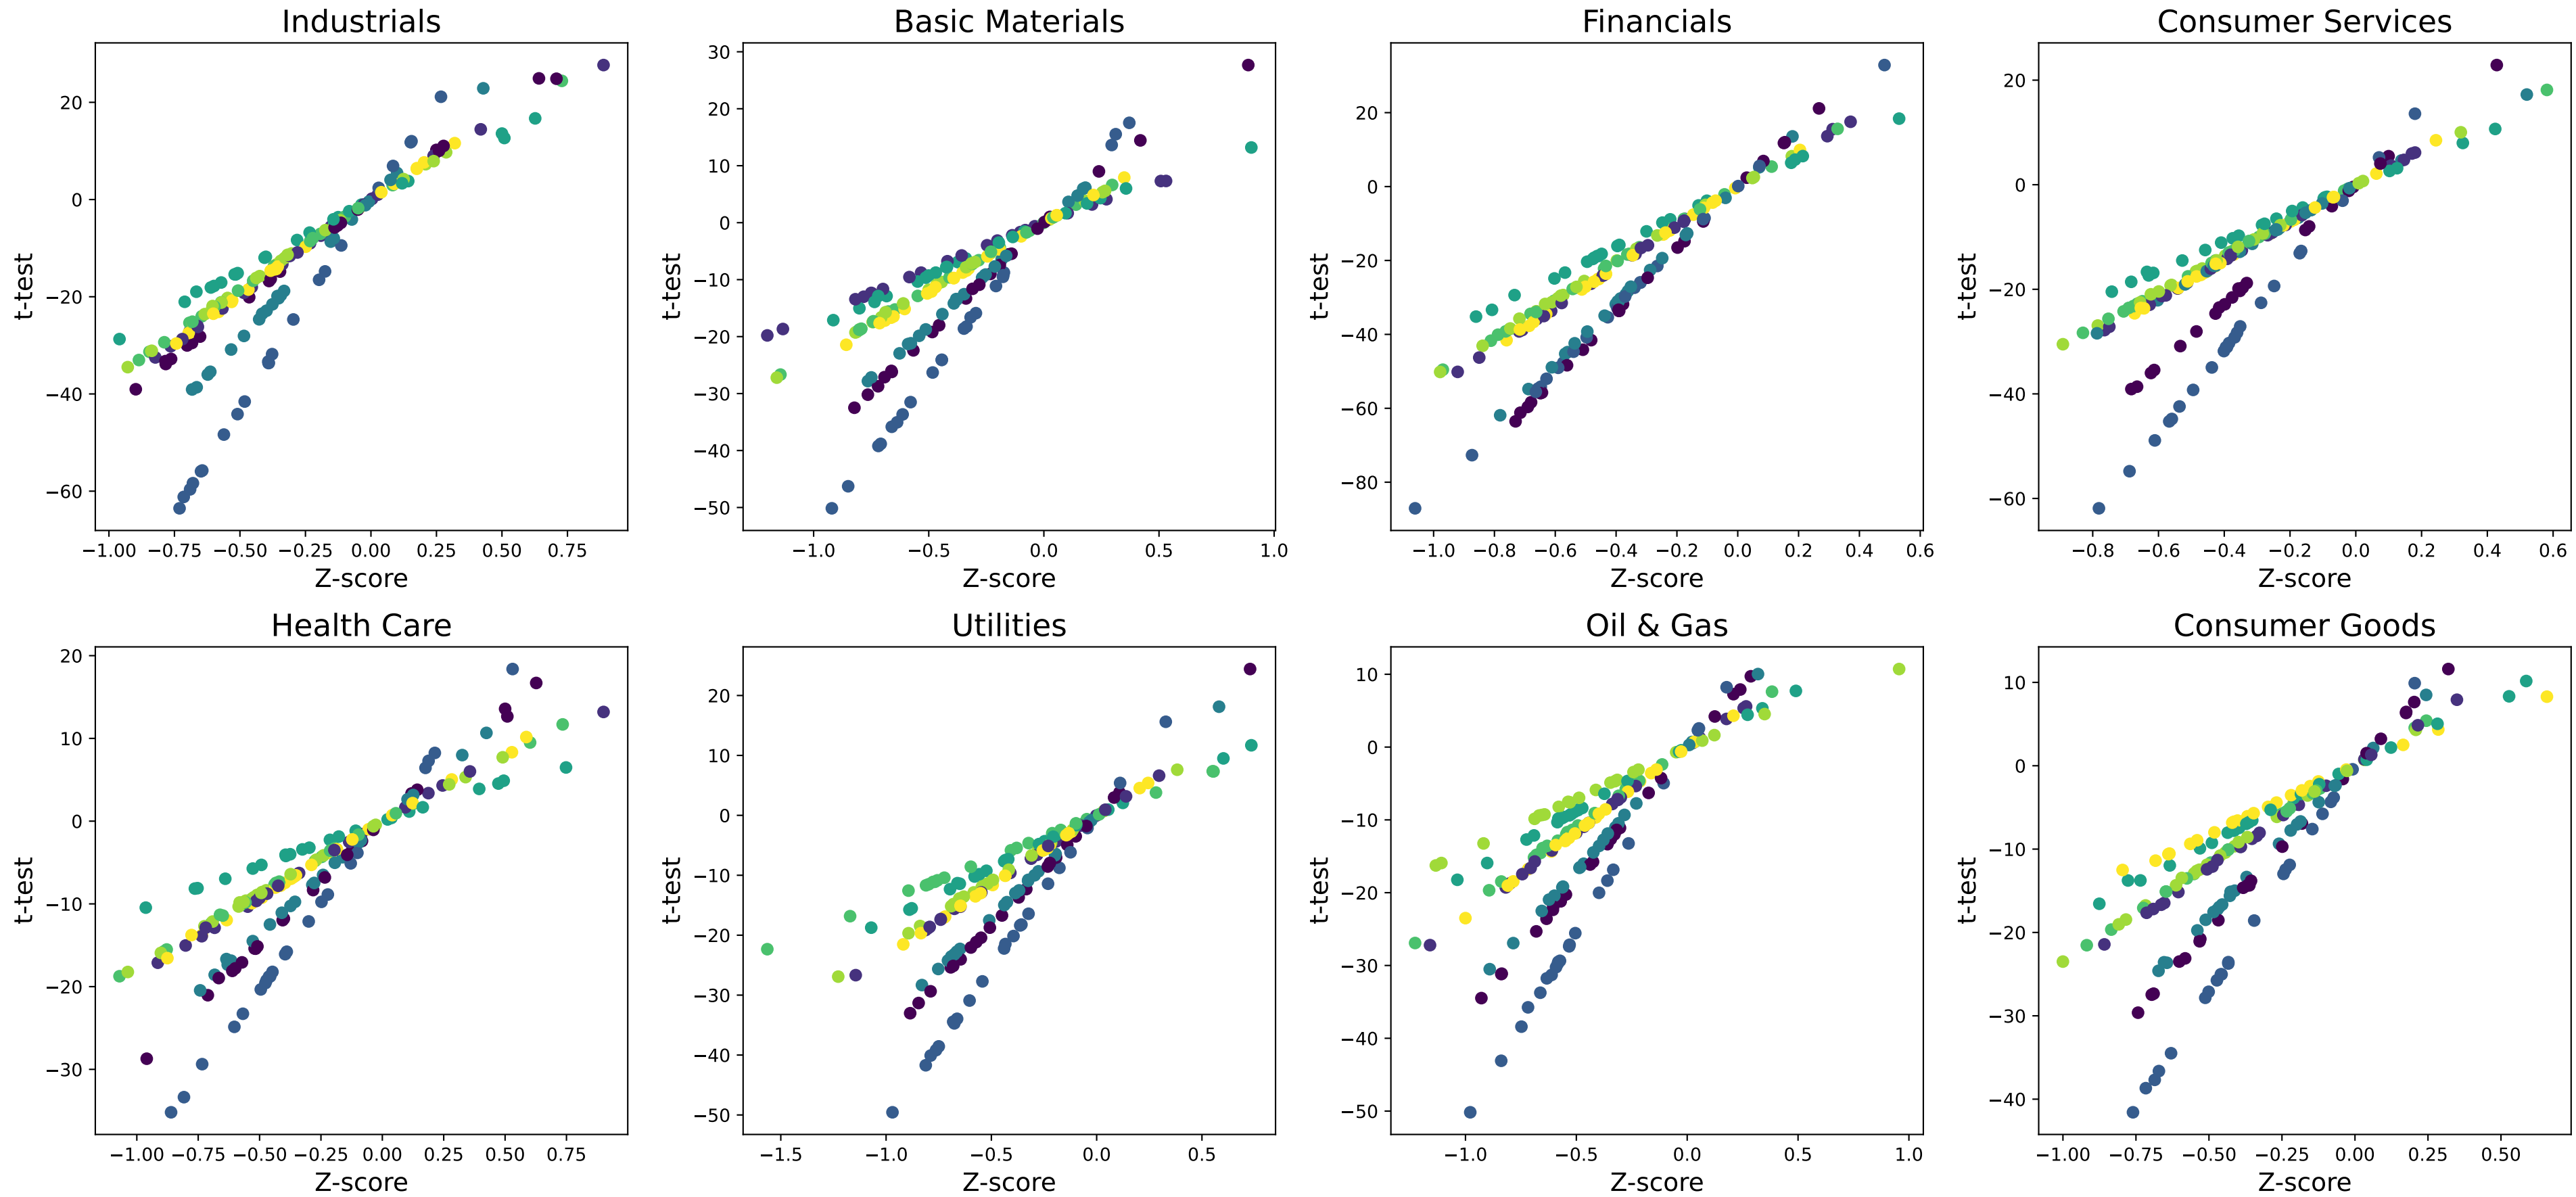 Industrials
20
0
−20
−40
−60
t-test
−1.00 −0.75 −0.50 −0.25 0.00 0.25 0.50 0.75
Z-score
Basic Materials
30
20
10
0
−10
−20
−30
−40
−50
t-test
−1.0 −0.5 0.0 0.5 1.0
Z-score
Financials
20
0
−20
−40
−60
−80
t-test
−1.0 −0.8 −0.6 −0.4 −0.2 0.0 0.2 0.4 0.6
Z-score
Consumer Services
20
0
−20
−40
−60
t-test
−0.8 −0.6 −0.4 −0.2 0.0 0.2 0.4 0.6
Z-score
Health Care
20
10
0
−10
−20
−30
t-test
−1.00 −0.75 −0.50 −0.25 0.00 0.25 0.50 0.75
Z-score
Utilities
20
10
0
−10
−20
−30
−40
−50
t-test
−1.5 −1.0 −0.5 0.0 0.5
Z-score
Oil & Gas
10
0
−10
−20
−30
−40
−50
t-test
−1.0 −0.5 0.0 0.5 1.0
Z-score
Consumer Goods
10
0
−10
−20
−30
−40
t-test
−1.00 −0.75 −0.50 −0.25 0.00 0.25 0.50
Z-score